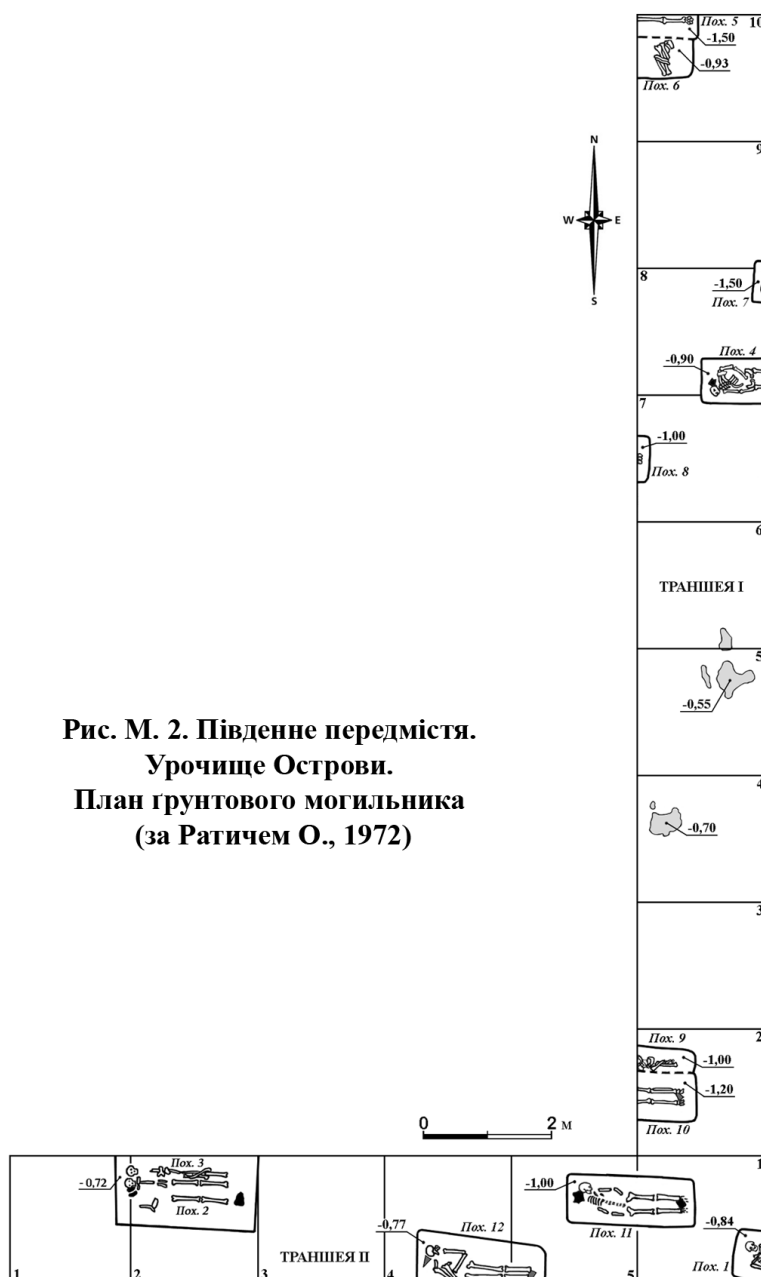 Пох. 5
10
-1,50
-0,93
Пох. 6
N
9
W
E
S
8
-1,50
Пох. 7
Пох. 4
-0,90
7
-1,00
Пох. 8
6
ТРАНШЕЯ I
5
-0,55
Рис. М. 2. Південне передмістя.
Урочище Острови.
План ґрунтового могильника
(за Ратичем О., 1972)
4
-0,70
3
2
Пох. 9
-1,00
-1,20
Пох. 10
0
2 м
1
Пох. 3
-0,72
Пох. 2
-1,00
Пох. 11
-0,77
Пох. 12
-0,84
Пох. 1
ТРАНШЕЯ II
1
2
3
4
5